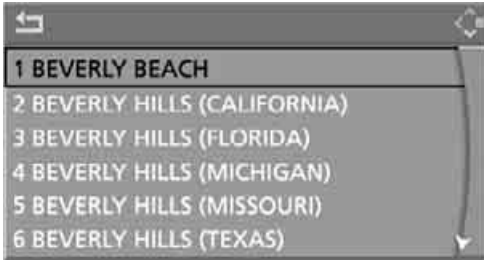 1 BEVERLY BEACH
2 BEVERLY HILLS (CALIFORNIA)
3 BEVERLY HILLS (FLORIDA)
4 BEVERLY HILLS (MICHIGAN)
5 BEVERLY HILLS (MISSOURI)
6 BEVERLY HILLS (TEXAS)